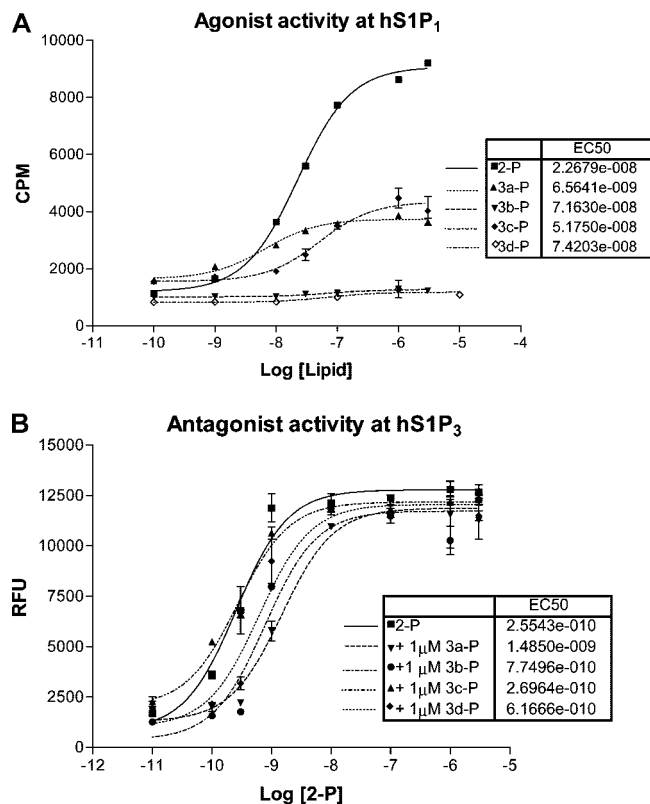 A
Agonist activity at hS1P₁
10000
8000
6000
4000
2000
0
CPM
-11 -10 -9 -8 -7 -6 -5 -4
Log [Lipid]
EC50
2-P 2.2679e-008
3a-P 6.5641e-009
3b-P 7.1630e-008
3c-P 5.1750e-008
3d-P 7.4203e-008
B
Antagonist activity at hS1P₃
15000
12500
10000
7500
5000
2500
0
RFU
-12 -11 -10 -9 -8 -7 -6 -5
Log [2-P]
EC50
2-P 2.5543e-010
+ 1μM 3a-P 1.4850e-009
+ 1μM 3b-P 7.7496e-010
+ 1μM 3c-P 2.6964e-010
+ 1μM 3d-P 6.1666e-010